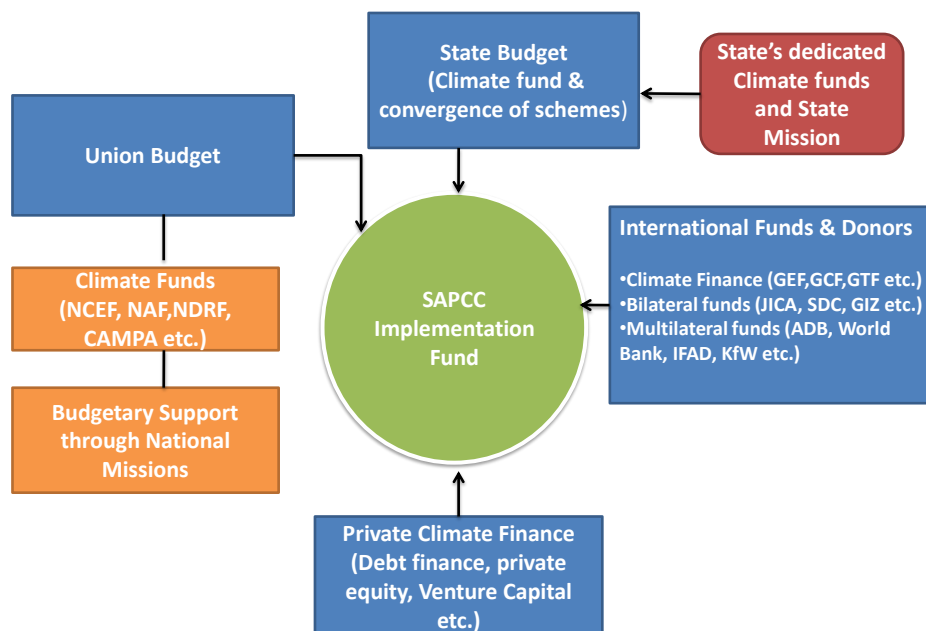 State Budget
(Climate fund &
convergence of schemes)
State's dedicated
Climate funds
and State
Mission
Union Budget
Climate Funds
(NCEF, NAF,NDRF,
CAMPA etc.)
Budgetary Support
through National
Missions
SAPCC
Implementation
Fund
International Funds & Donors
•Climate Finance (GEF,GCF,GTF etc.)
•Bilateral funds (JICA, SDC, GIZ etc.)
•Multilateral funds (ADB, World
Bank, IFAD, KfW etc.)
Private Climate Finance
(Debt finance, private
equity, Venture Capital
etc.)